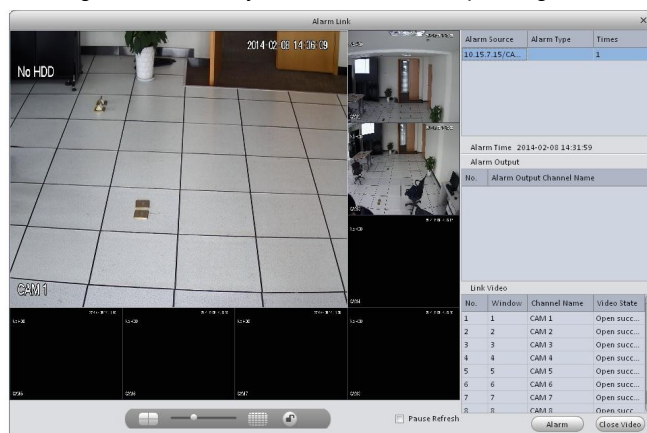 Alarm Link
×
2014-02-08 14:36:09
No HDD
CAM 1
Alarm Source Alarm Type Times
10.15.7.15/CA... 1
Alarm Time 2014-02-08 14:31:59
Alarm Output
No. Alarm Output Channel Name
Link Video
No. Window Channel Name Video State
1 1 CAM 1 Open succ...
2 2 CAM 2 Open succ...
3 3 CAM 3 Open succ...
4 4 CAM 4 Open succ...
5 5 CAM 5 Open succ...
6 6 CAM 6 Open succ...
7 7 CAM 7 Open succ...
8 8 CAM 8 Open succ...
Pause Refresh
Alarm
Close Video